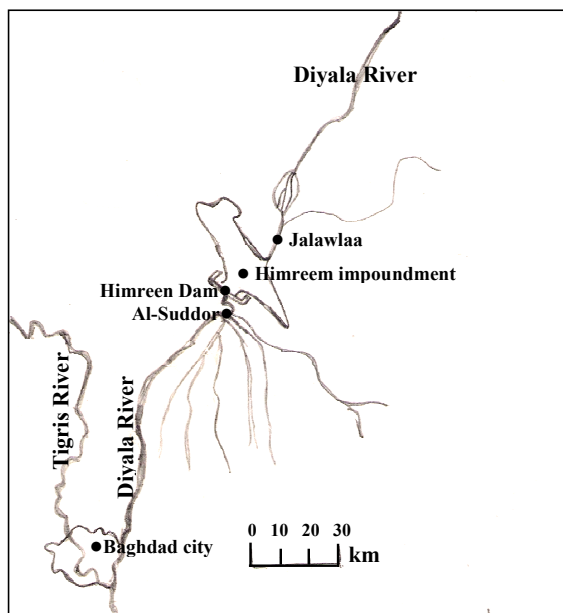 Diyala River
Jalawlaa
Himreem impoundment
Himreen Dam
Al-Suddor
Tigris River
Diyala River
Baghdad city
0 10 20 30
km